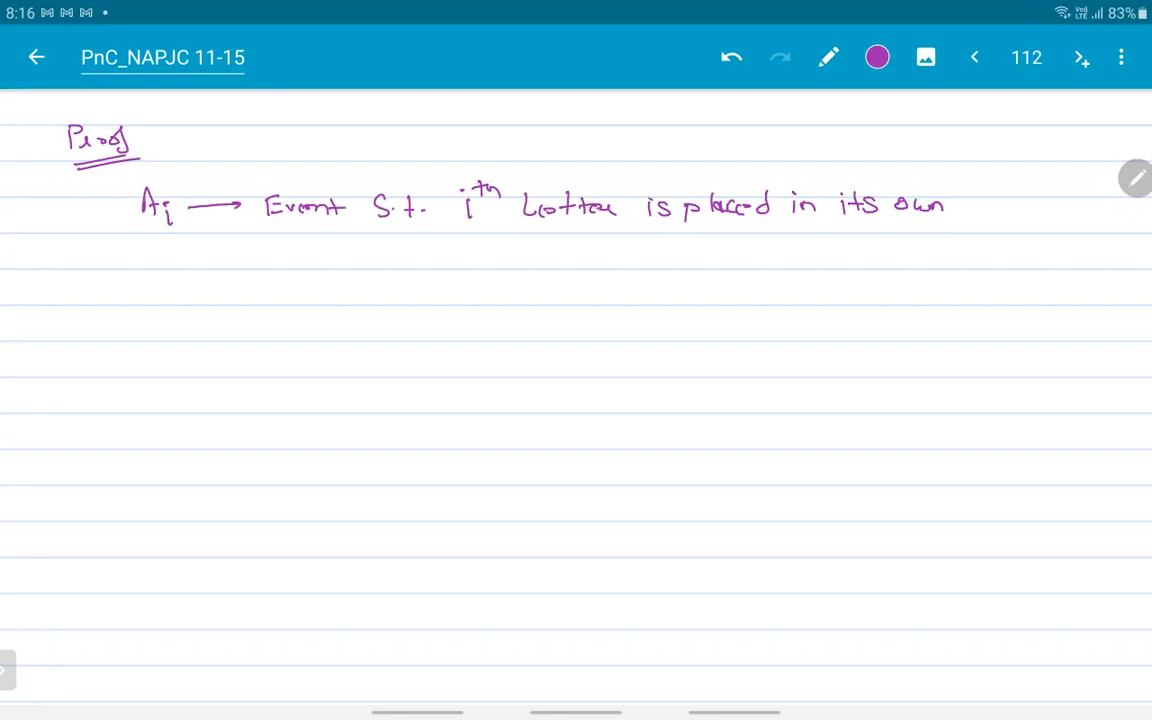 8:16 83%
PnC_NAPJC 11-15 112
Proof
Ai → Event s.t. ith Letter is placed in its own